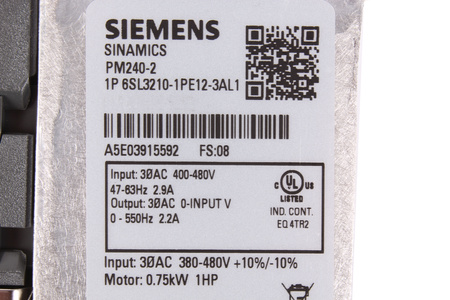 SIEMENS
SINAMICS
PM240-2
1P 6SL3210-1PE12-3AL1
A5E03915592 FS:08
Input: 3ØAC 400-480V
47-63Hz 2.9A
Output: 3ØAC 0-INPUT V
0 - 550Hz 2.2A
C UL US
LISTED
IND. CONT.
EQ 4TR2
Input: 3ØAC 380-480V +10%/-10%
Motor: 0.75kW 1HP